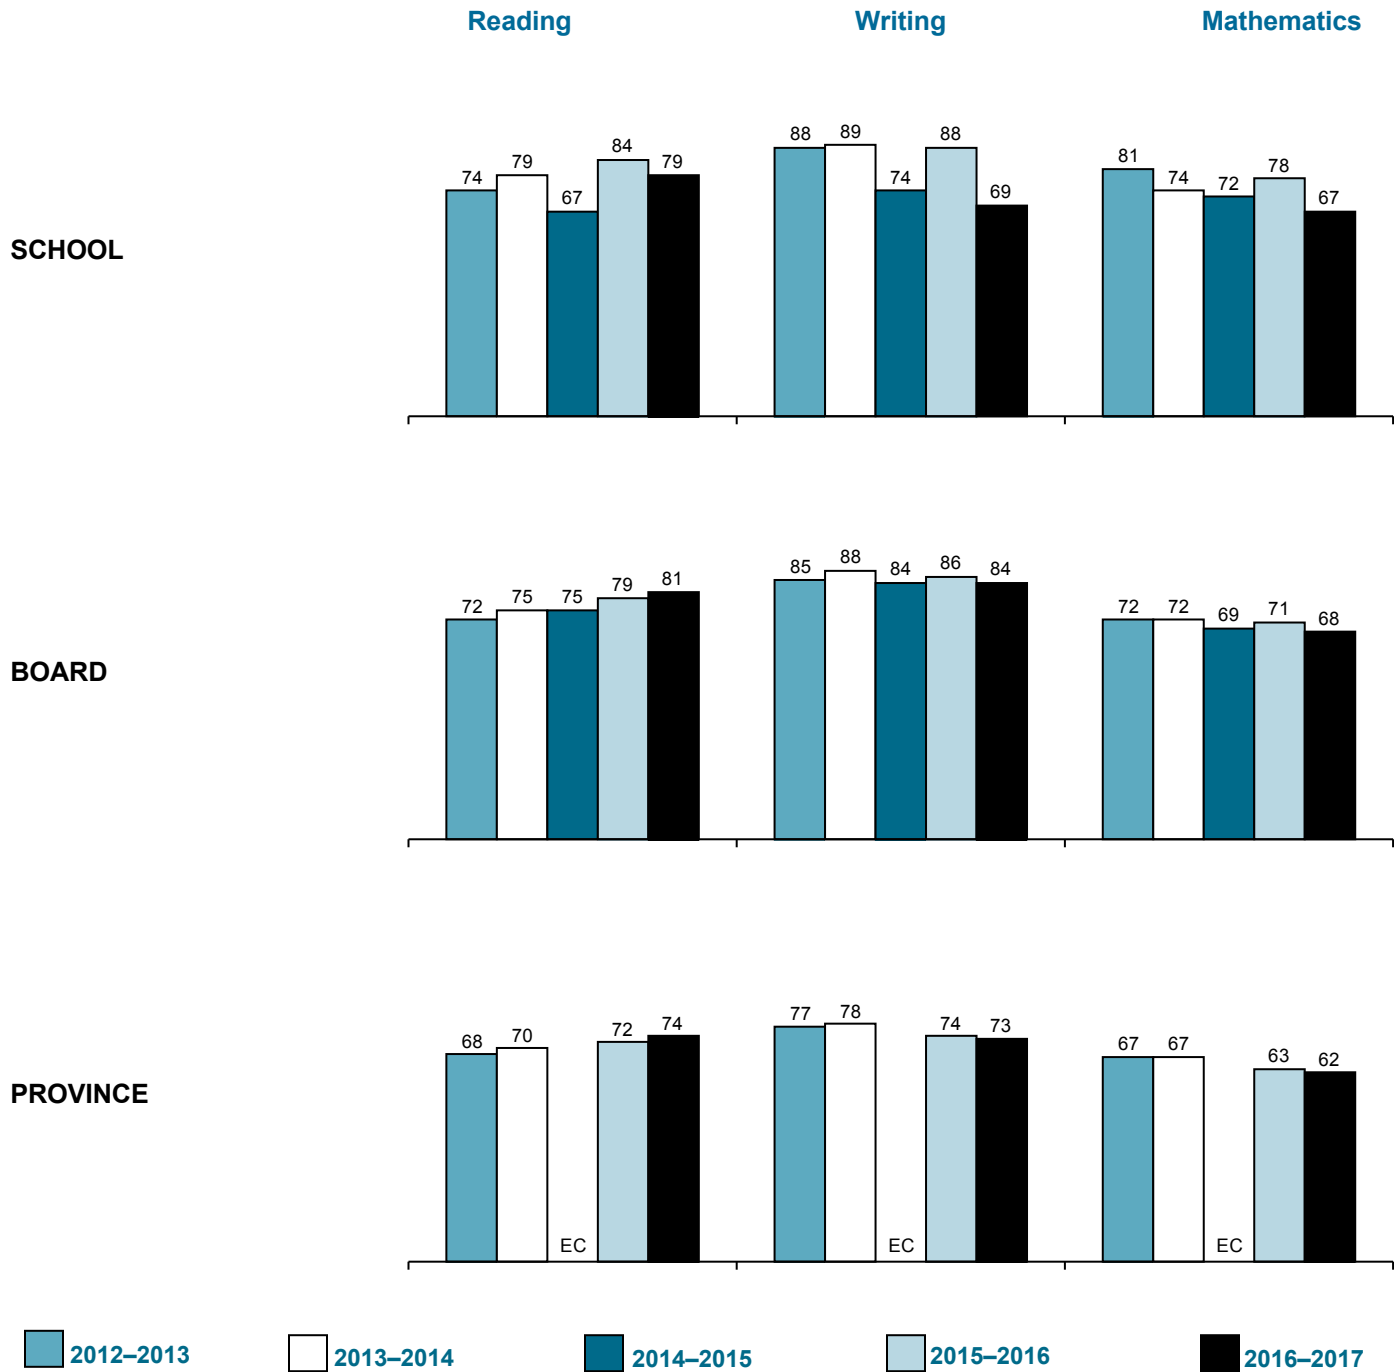 Reading Writing Mathematics
SCHOOL
74 79 67 84 79 88 89 74 88 69 81 74 72 78 67
BOARD
72 75 75 79 81 85 88 84 86 84 72 72 69 71 68
PROVINCE
68 70 EC 72 74 77 78 EC 74 73 67 67 EC 63 62
2012–2013 2013–2014 2014–2015 2015–2016 2016–2017